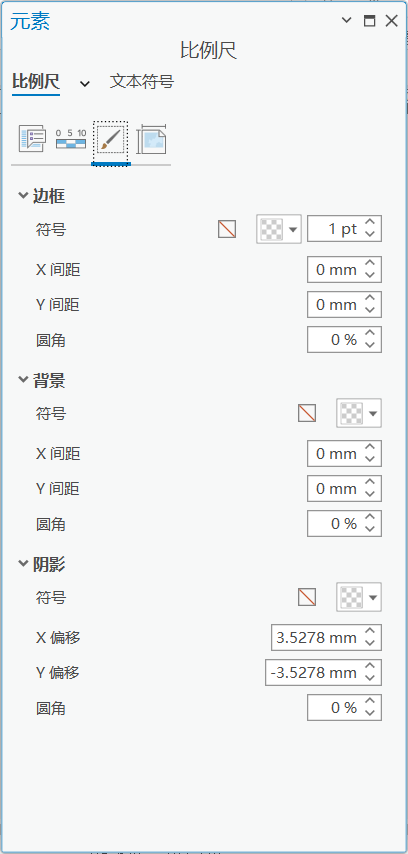 元素
比例尺
比例尺 文本符号
0 5 10
边框
符号 1 pt
X 间距 0 mm
Y 间距 0 mm
圆角 0 %
背景
符号
X 间距 0 mm
Y 间距 0 mm
圆角 0 %
阴影
符号
X 偏移 3.5278 mm
Y 偏移 -3.5278 mm
圆角 0 %